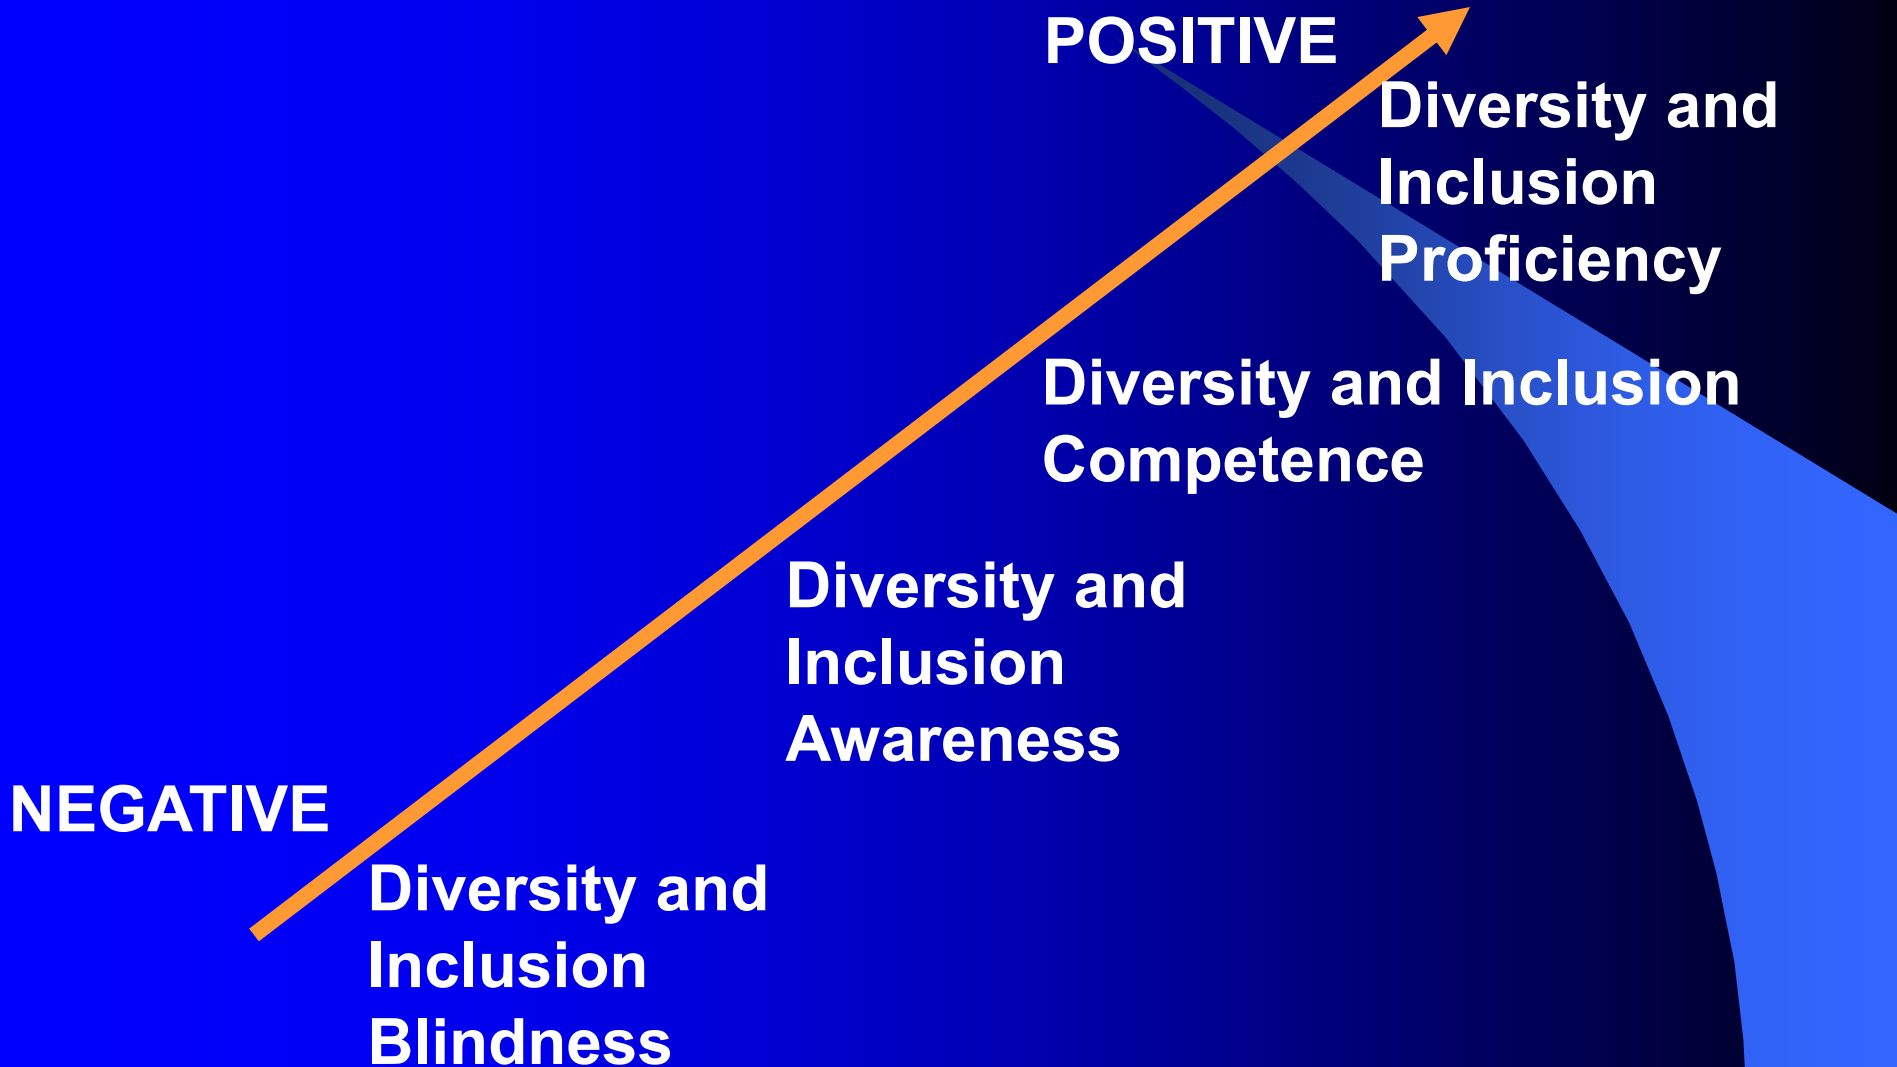 POSITIVE
Diversity and
Inclusion
Proficiency
Diversity and Inclusion
Competence
Diversity and
Inclusion
Awareness
NEGATIVE
Diversity and
Inclusion
Blindness